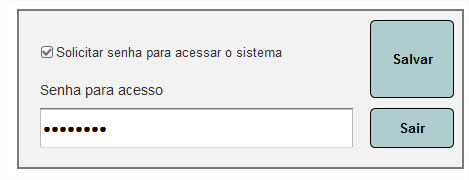 Solicitar senha para acessar o sistema
Salvar
Senha para acesso
••••••••
Sair